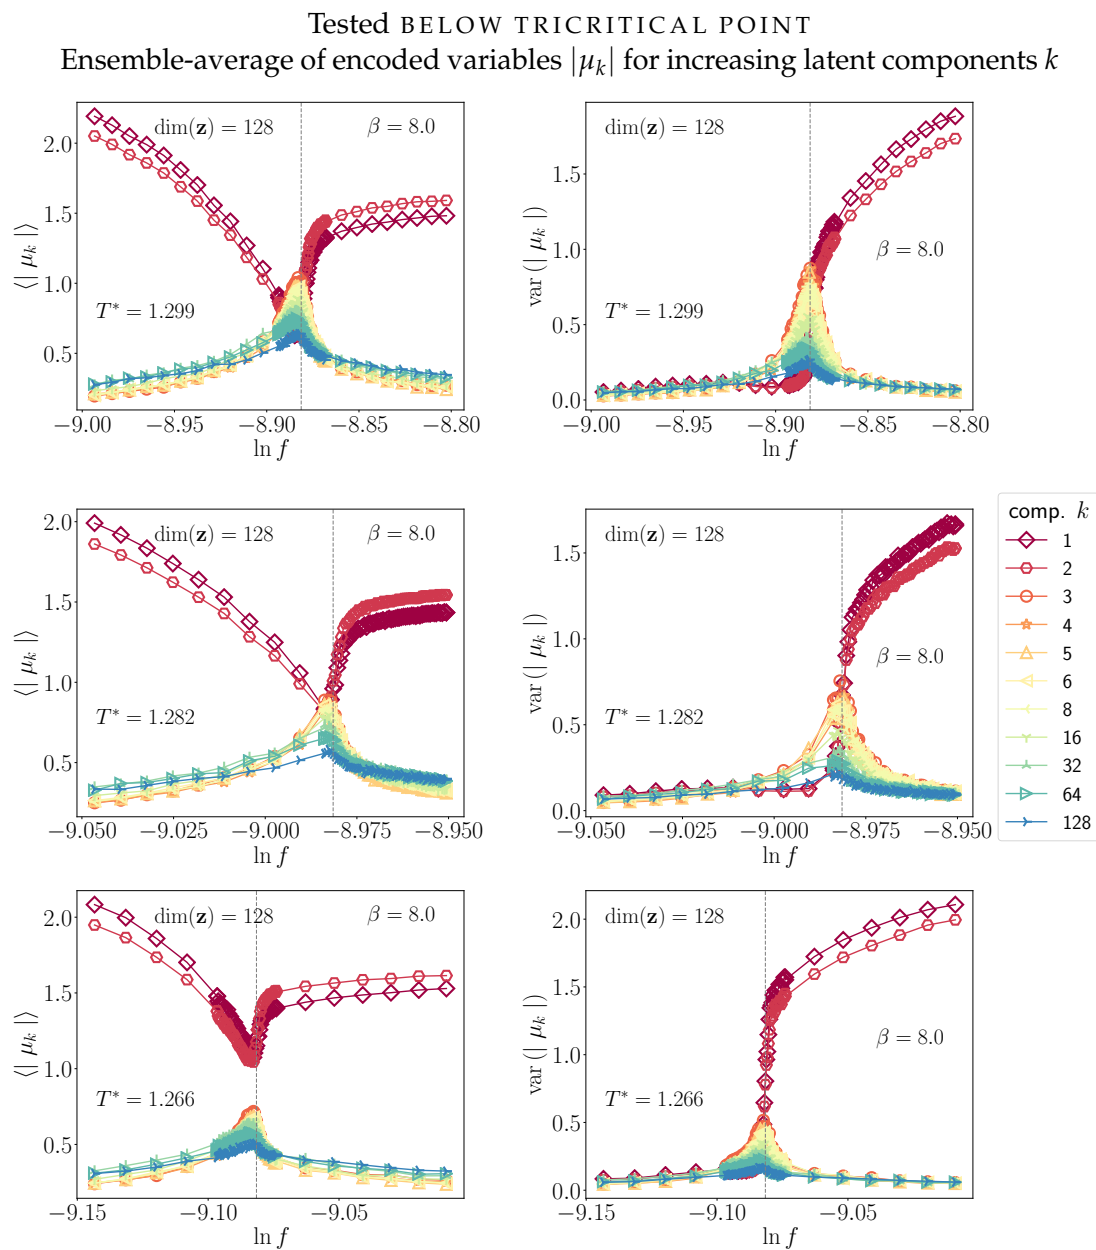 Tested BELOW TRICRITICAL POINT
Ensemble-average of encoded variables |μ_k| for increasing latent components k
dim(z) = 128
β = 8.0
T* = 1.299
⟨| μ_k |⟩
2.0
1.5
1.0
0.5
−9.00 −8.95 −8.90 −8.85 −8.80
ln f
dim(z) = 128
β = 8.0
T* = 1.299
var (| μ_k |)
1.5
1.0
0.5
0.0
−9.00 −8.95 −8.90 −8.85 −8.80
ln f
dim(z) = 128
β = 8.0
T* = 1.282
⟨| μ_k |⟩
2.0
1.5
1.0
0.5
−9.050 −9.025 −9.000 −8.975 −8.950
ln f
dim(z) = 128
β = 8.0
T* = 1.282
var (| μ_k |)
1.5
1.0
0.5
0.0
−9.050 −9.025 −9.000 −8.975 −8.950
ln f
comp. k
1
2
3
4
5
6
8
16
32
64
128
dim(z) = 128
β = 8.0
T* = 1.266
⟨| μ_k |⟩
2.0
1.5
1.0
0.5
−9.15 −9.10 −9.05
ln f
dim(z) = 128
β = 8.0
T* = 1.266
var (| μ_k |)
2.0
1.5
1.0
0.5
0.0
−9.15 −9.10 −9.05
ln f